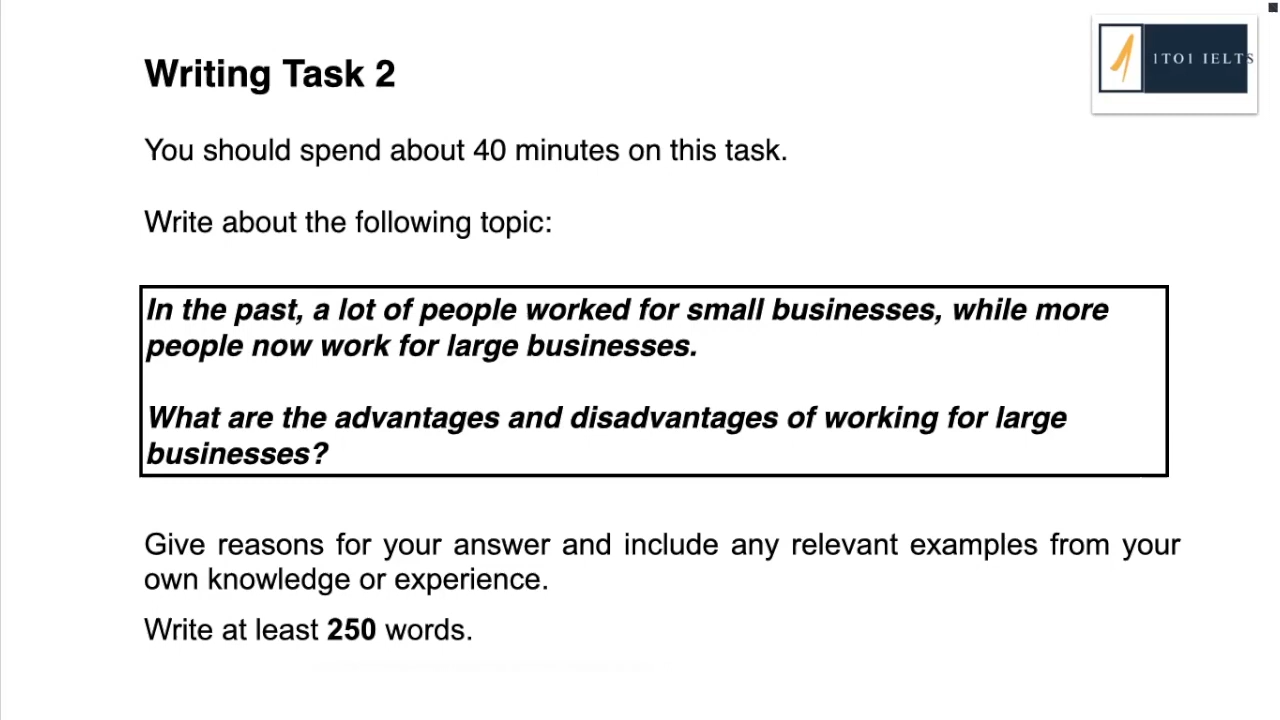 1TO1 IELTS
Writing Task 2
You should spend about 40 minutes on this task.
Write about the following topic:
In the past, a lot of people worked for small businesses, while more
people now work for large businesses.
What are the advantages and disadvantages of working for large
businesses?
Give reasons for your answer and include any relevant examples from your
own knowledge or experience.
Write at least 250 words.